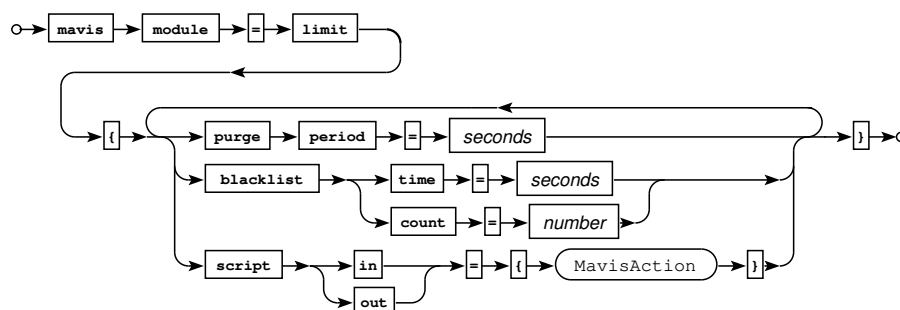 mavis module = limit
{ purge period = seconds }
blacklist time = seconds
count = number
script in = { MavisAction }
out